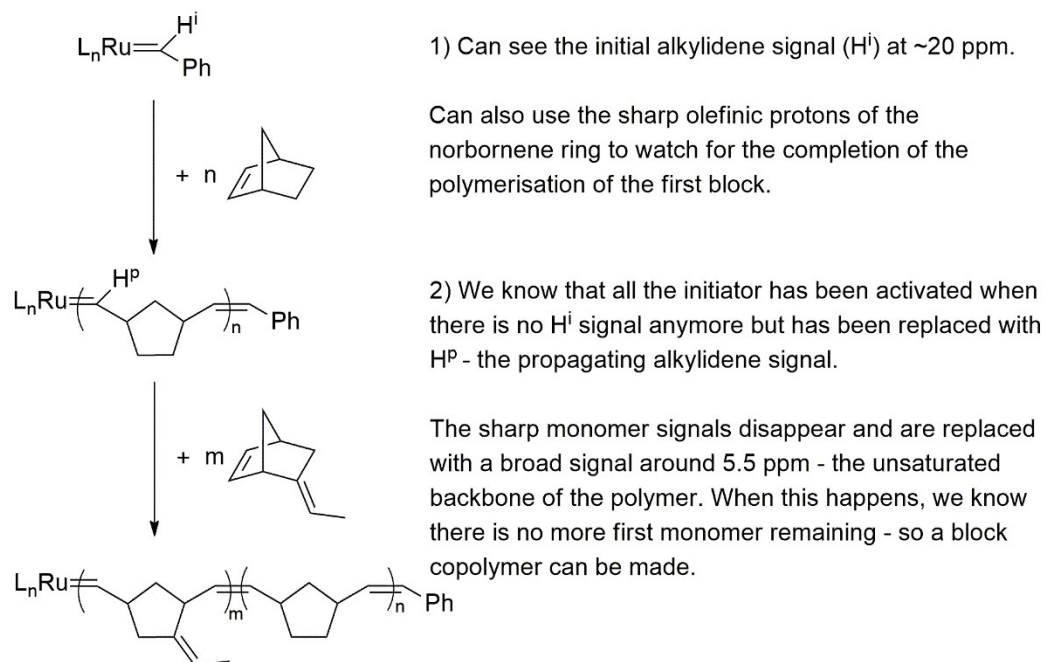 LnRu
Hⁱ
Ph
1) Can see the initial alkylidene signal (Hⁱ) at ~20 ppm.
Can also use the sharp olefinic protons of the
norbornene ring to watch for the completion of the
polymerisation of the first block.
+ n
LnRu
Hᵖ
n
Ph
2) We know that all the initiator has been activated when
there is no Hⁱ signal anymore but has been replaced with
Hᵖ - the propagating alkylidene signal.
+ m
The sharp monomer signals disappear and are replaced
with a broad signal around 5.5 ppm - the unsaturated
backbone of the polymer. When this happens, we know
there is no more first monomer remaining - so a block
copolymer can be made.
LnRu
m
n
Ph